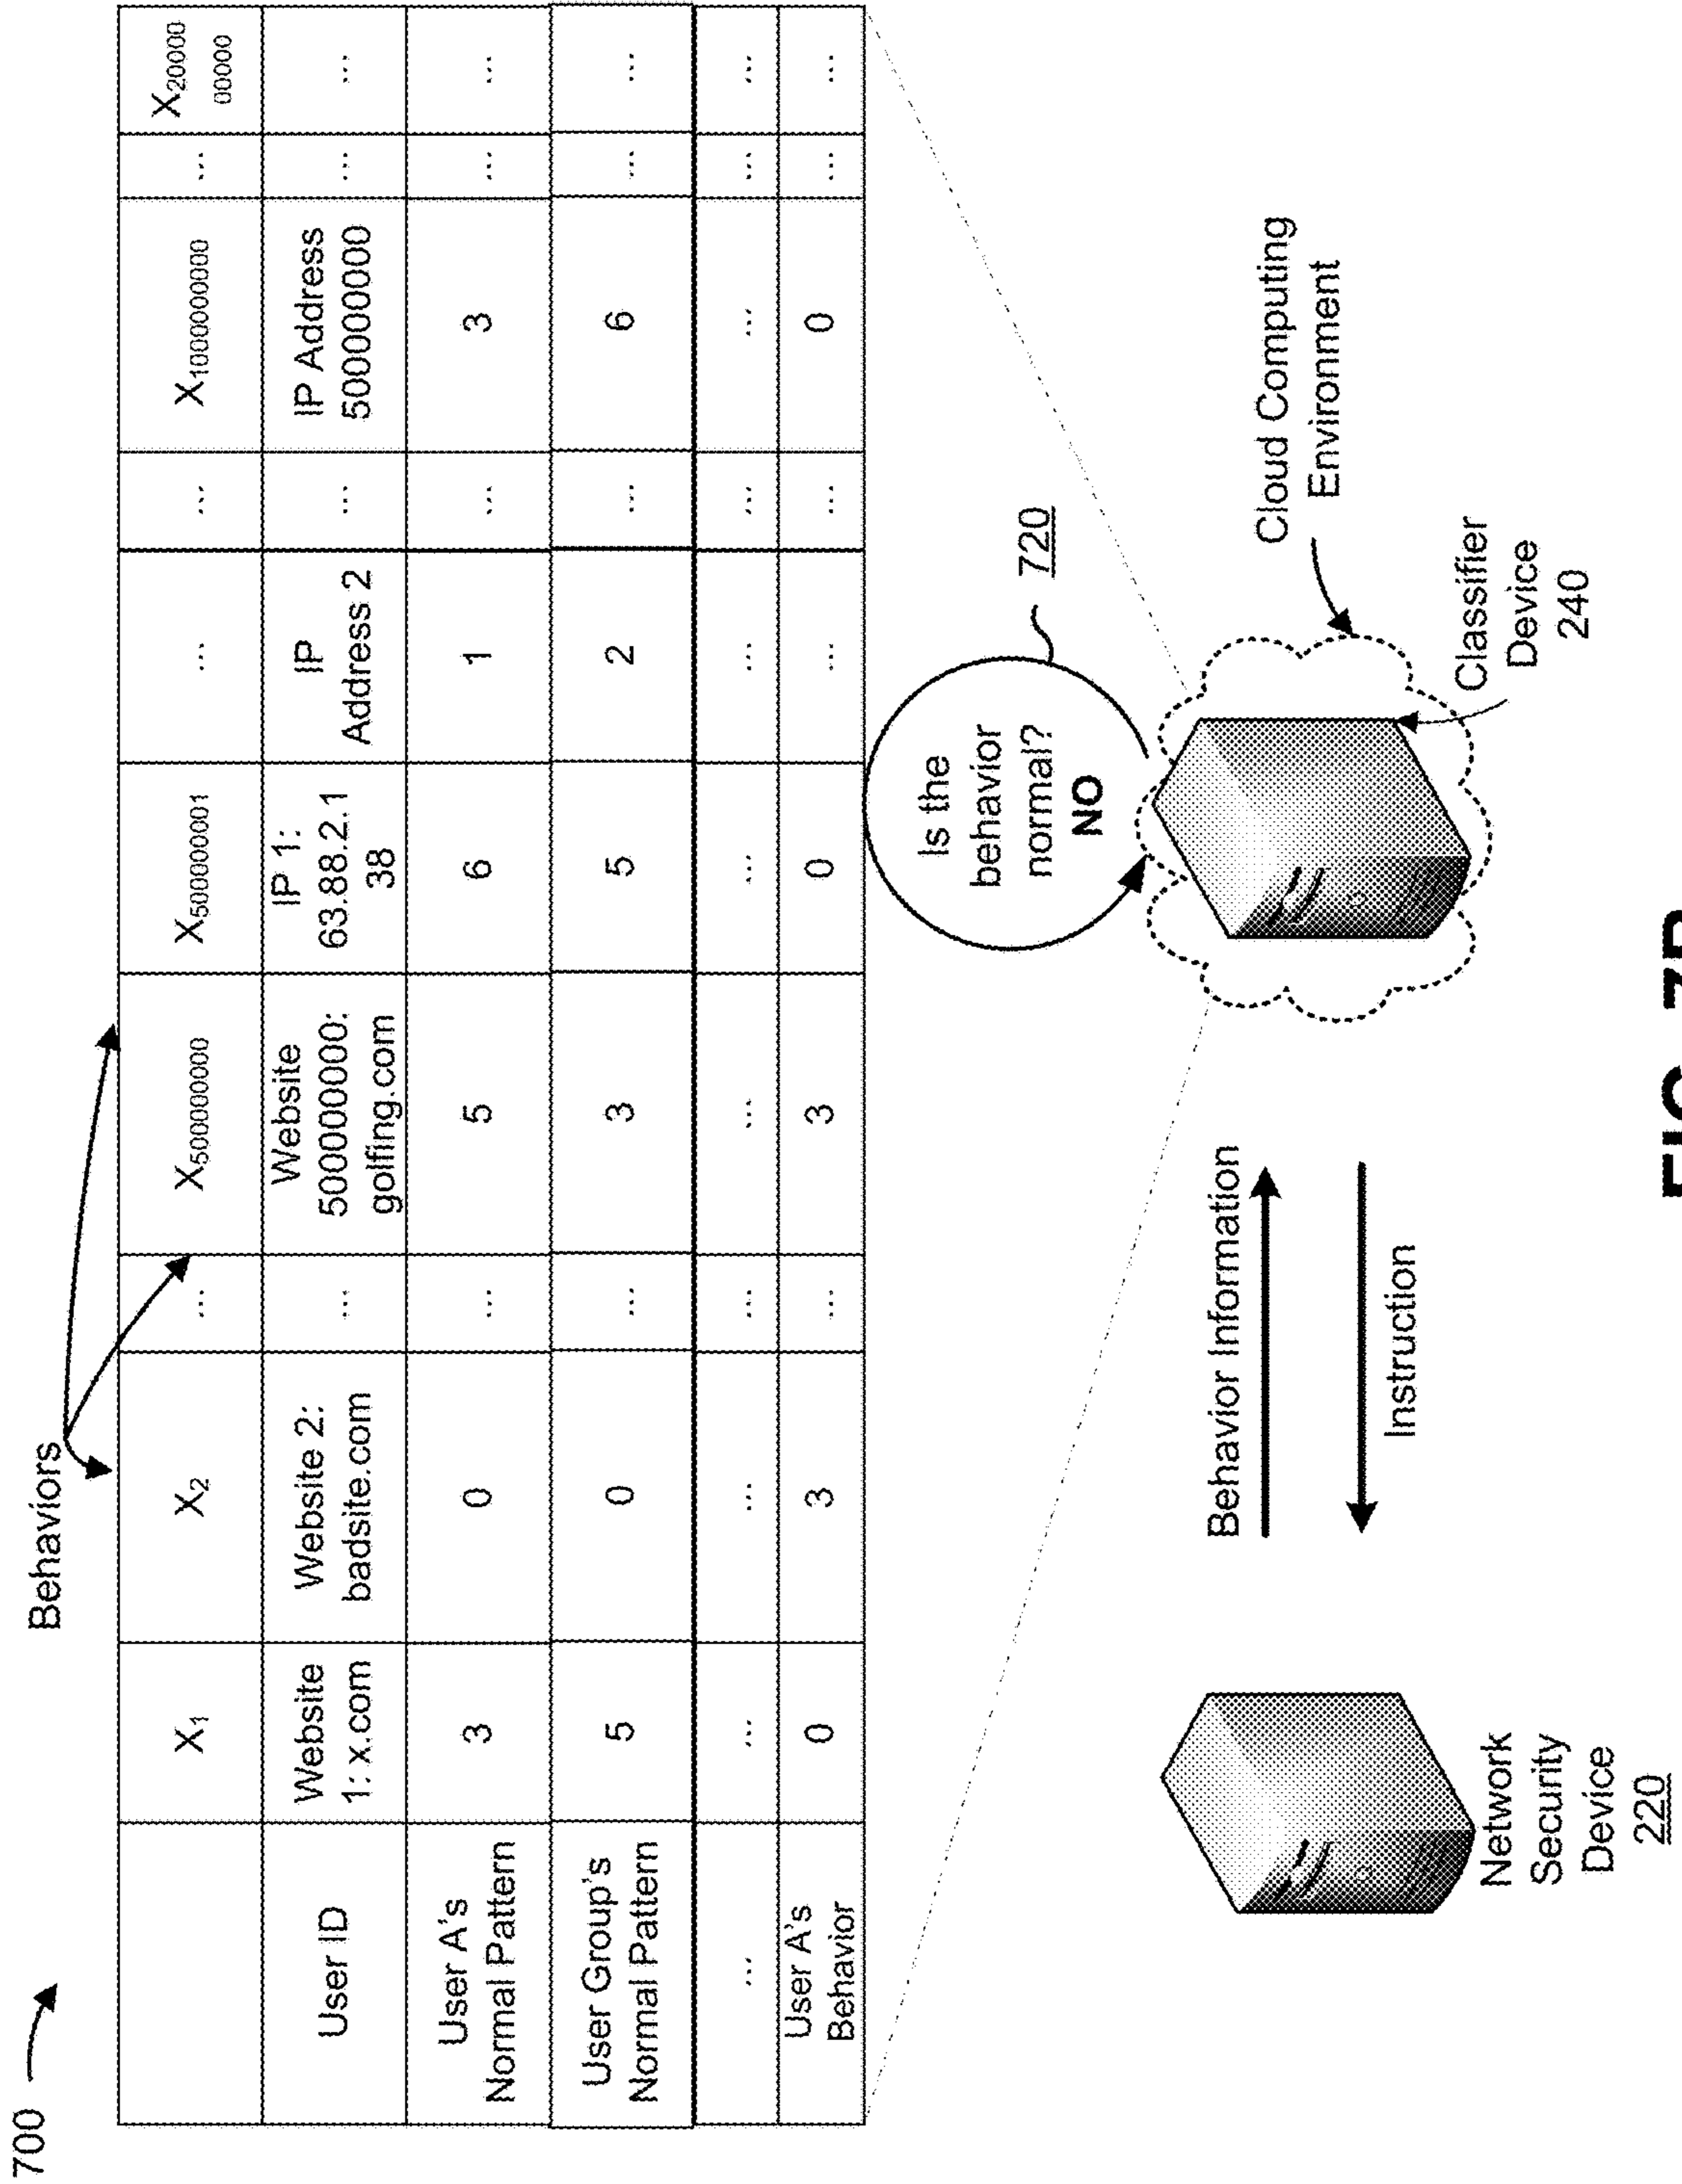 700
Behaviors
X₁
X₂
...
X₅₀₀₀₀₀₀₀₀
X₅₀₀₀₀₀₀₀₁
...
...
X₁₀₀₀₀₀₀₀₀₀
...
X₂₀₀₀₀
₀₀₀₀₀
User ID
Website
1: x.com
Website 2:
badsite.com
...
Website
500000000:
golfing.com
IP 1:
63.88.2.1
38
IP
Address 2
...
IP Address
500000000
...
...
User A's
Normal Pattern
3
0
...
5
6
1
...
3
...
...
User Group's
Normal Pattern
5
0
...
3
5
2
...
6
...
...
...
...
...
...
...
...
...
...
...
...
...
User A's
Behavior
0
3
...
3
0
...
...
0
...
...
Is the
behavior
normal?
NO
720
Behavior Information
Instruction
Cloud Computing
Environment
Classifier
Device
240
Network
Security
Device
220